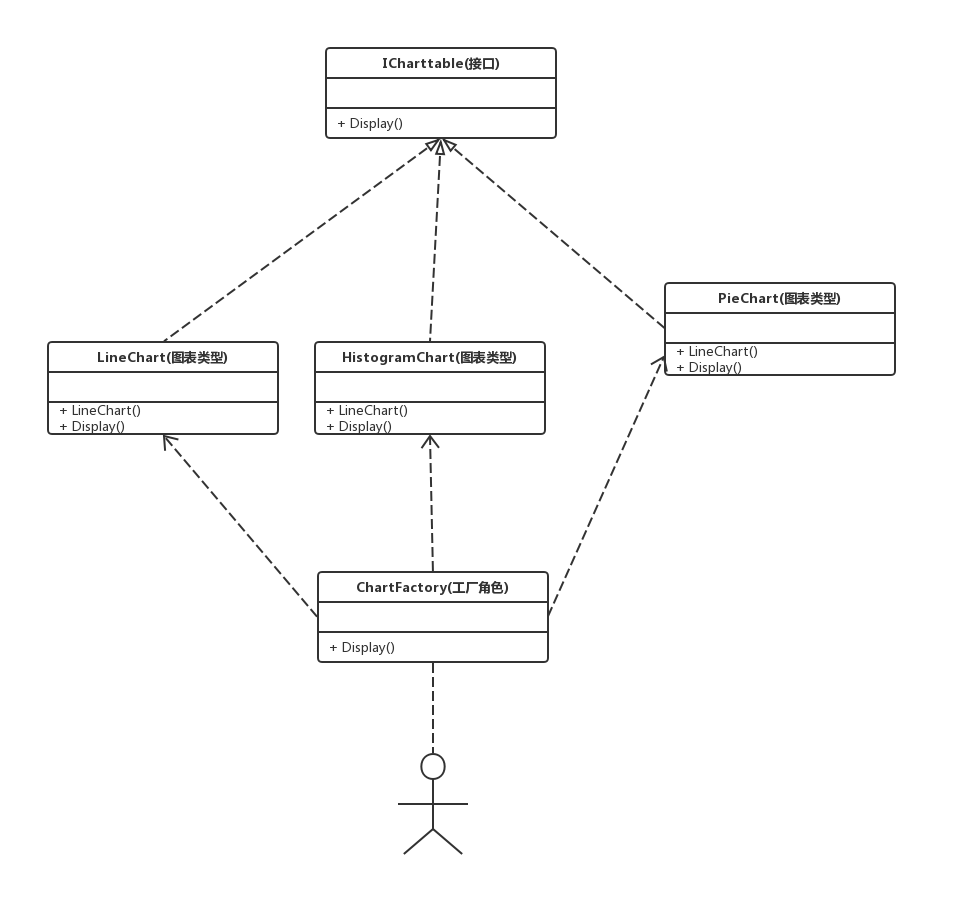 ICharttable(接口)
+ Display()
PieChart(图表类型)
+ LineChart()
+ Display()
LineChart(图表类型)
+ LineChart()
+ Display()
HistogramChart(图表类型)
+ LineChart()
+ Display()
ChartFactory(工厂角色)
+ Display()